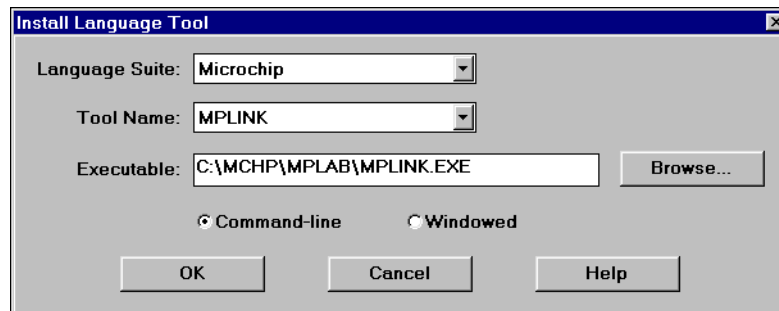 Install Language Tool
Language Suite: Microchip
Tool Name: MPLINK
Executable: C:\MCHP\MPLAB\MPLINK.EXE Browse...
Command-line Windowed
OK Cancel Help